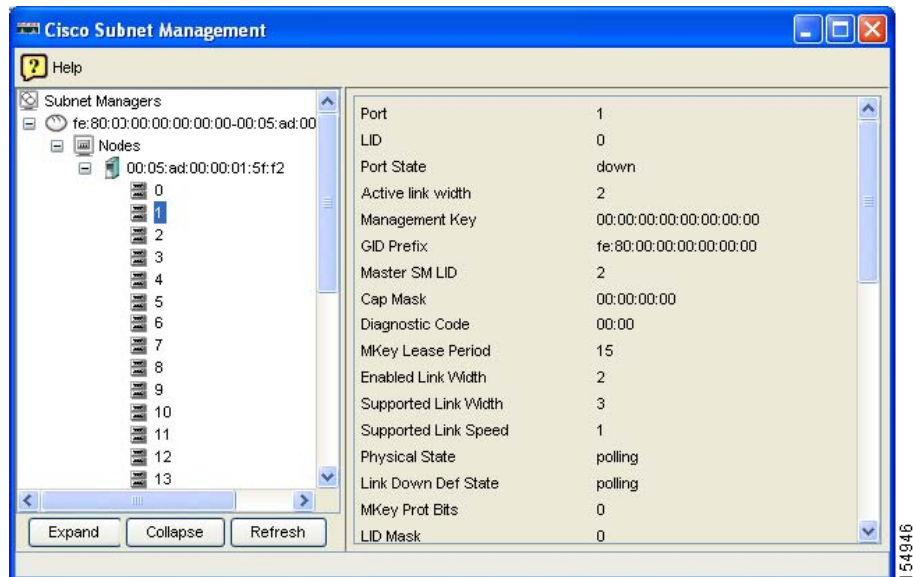 Cisco Subnet Management
Help
Subnet Managers
fe:80:00:00:00:00:00:00-00:05:ad:00
Nodes
00:05:ad:00:00:01:5f:f2
0
1
2
3
4
5
6
7
8
9
10
11
12
13
Expand Collapse Refresh
Port 1
LID 0
Port State down
Active link width 2
Management Key 00:00:00:00:00:00:00:00
GID Prefix fe:80:00:00:00:00:00:00
Master SM LID 2
Cap Mask 00:00:00:00
Diagnostic Code 00:00
MKey Lease Period 15
Enabled Link Width 2
Supported Link Width 3
Supported Link Speed 1
Physical State polling
Link Down Def State polling
MKey Prot Bits 0
LID Mask 0
154946